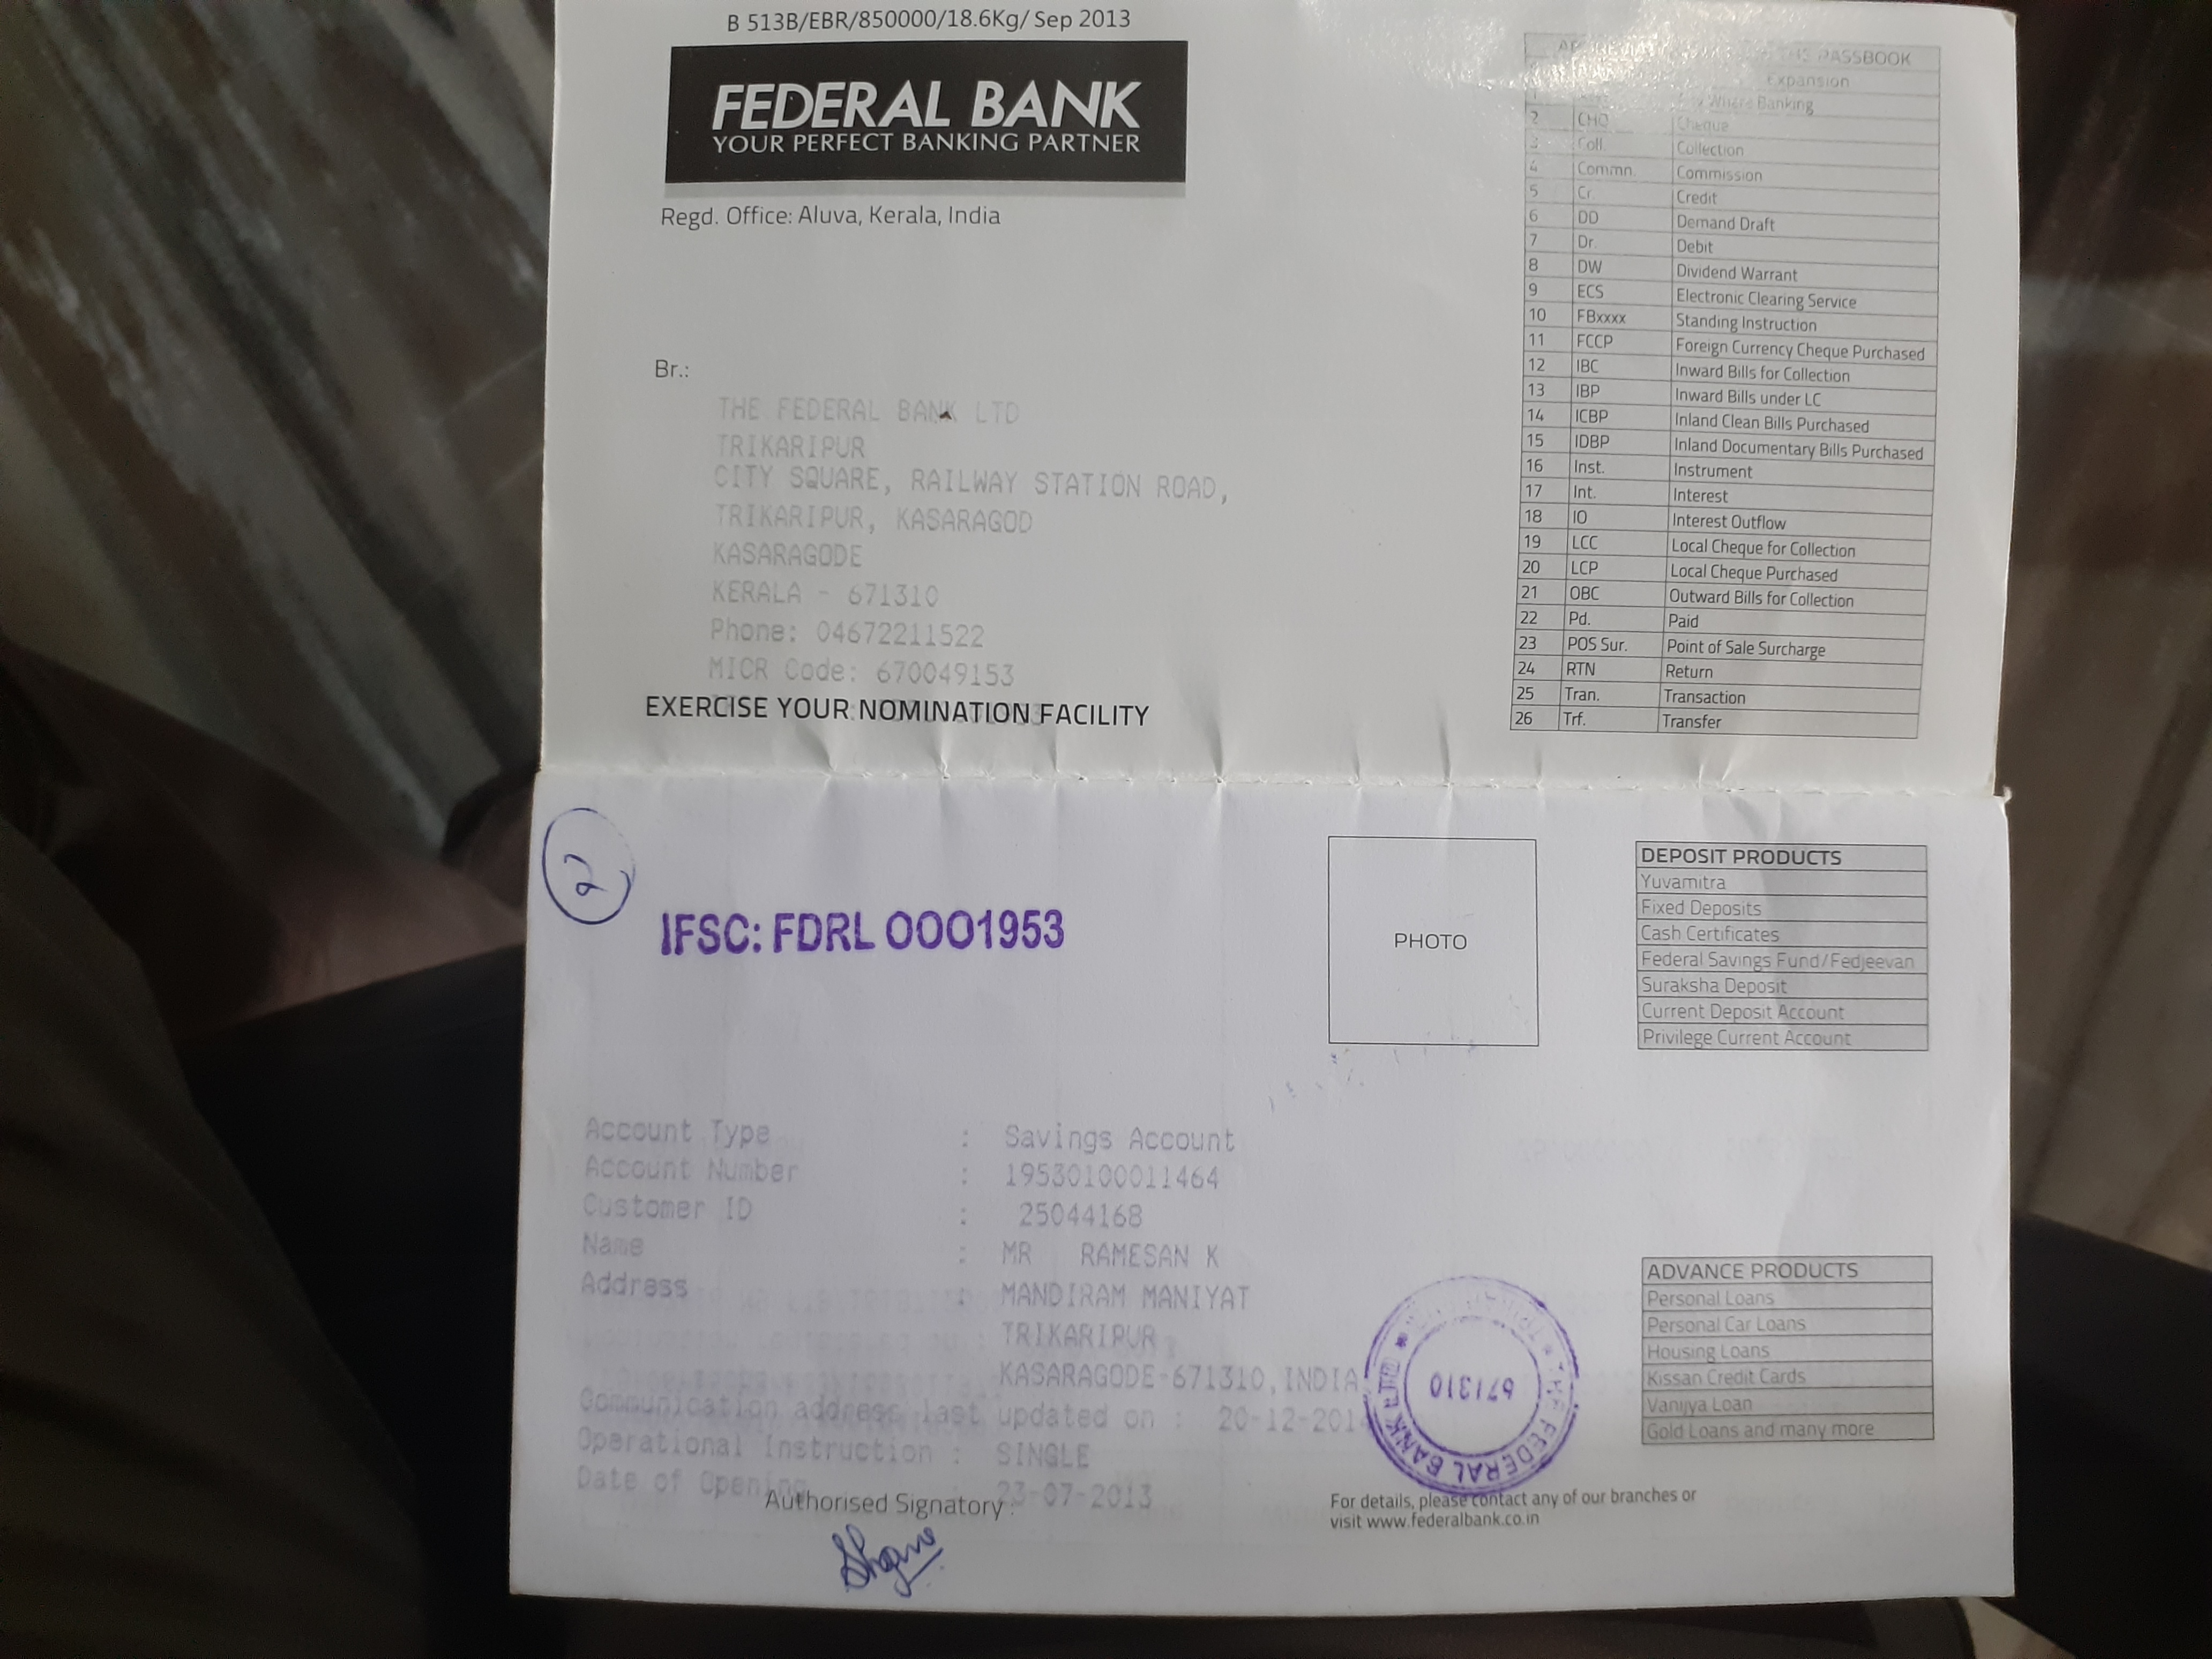 B 513B/EBR/850000/18.6Kg/Sep 2013
FEDERAL BANK
YOUR PERFECT BANKING PARTNER
Regd. Office: Aluva, Kerala, India
Br.:
THE FEDERAL BANK LTD
TRIKARIPUR
CITY SQUARE, RAILWAY STATION ROAD,
TRIKARIPUR, KASARAGOD
KASARAGODE
KERALA - 671310
Phone: 04672211522
MICR Code: 670049153
EXERCISE YOUR NOMINATION FACILITY
PASSBOOK
Expansion
Banking
2 CHQ Cheque
3 Coll Collection
4 Commn. Commission
5 Cr. Credit
6 DD Demand Draft
7 Dr. Debit
8 DW Dividend Warrant
9 ECS Electronic Clearing Service
10 FBxxxx Standing Instruction
11 FCCP Foreign Currency Cheque Purchased
12 IBC Inward Bills for Collection
13 IBP Inward Bills under LC
14 ICBP Inland Clean Bills Purchased
15 IDBP Inland Documentary Bills Purchased
16 Inst. Instrument
17 Int. Interest
18 IO Interest Outflow
19 LCC Local Cheque for Collection
20 LCP Local Cheque Purchased
21 OBC Outward Bills for Collection
22 Pd. Paid
23 POS Sur. Point of Sale Surcharge
24 RTN Return
25 Tran. Transaction
26 Trf. Transfer
2
IFSC: FDRL 0001953
PHOTO
DEPOSIT PRODUCTS
Yuvamitra
Fixed Deposits
Cash Certificates
Federal Savings Fund/Fedjeevan
Suraksha Deposit
Current Deposit Account
Privilege Current Account
Account Type : Savings Account
Account Number : 19530100011464
Customer ID : 25044168
Name : MR RAMESAN K
Address : MANDIRAM MANIYAT
TRIKARIPUR
KASARAGODE-671310, INDIA
Communication address last updated on : 20-12-201
Operational Instruction : SINGLE
Date of Opening 23-07-2013
Authorised Signatory
FEDERAL BANK LTD
671310
ADVANCE PRODUCTS
Personal Loans
Personal Car Loans
Housing Loans
Kissan Credit Cards
Vanijya Loan
Gold Loans and many more
For details, please contact any of our branches or
visit www.federalbank.co.in